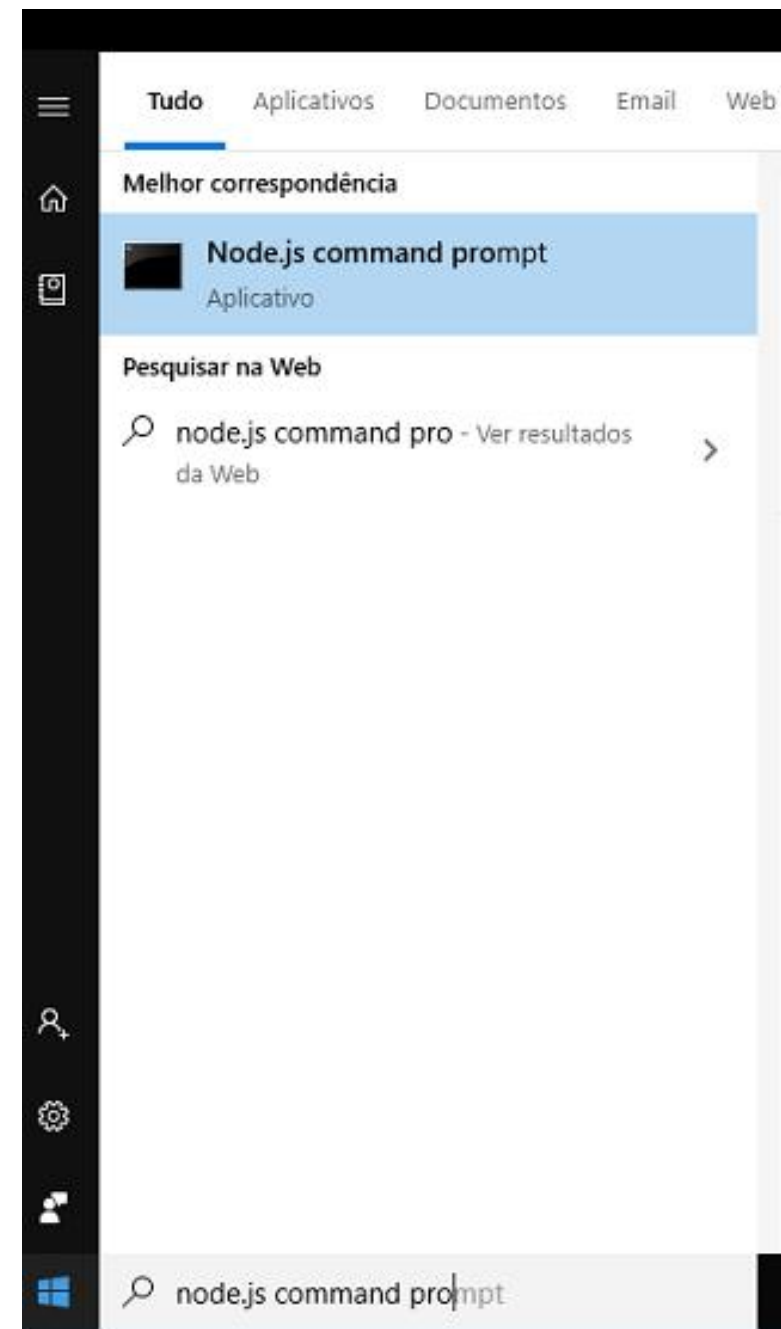 Tudo Aplicativos Documentos Email Web
Melhor correspondência
Node.js command prompt
Aplicativo
Pesquisar na Web
node.js command pro - Ver resultados
da Web
node.js command prompt